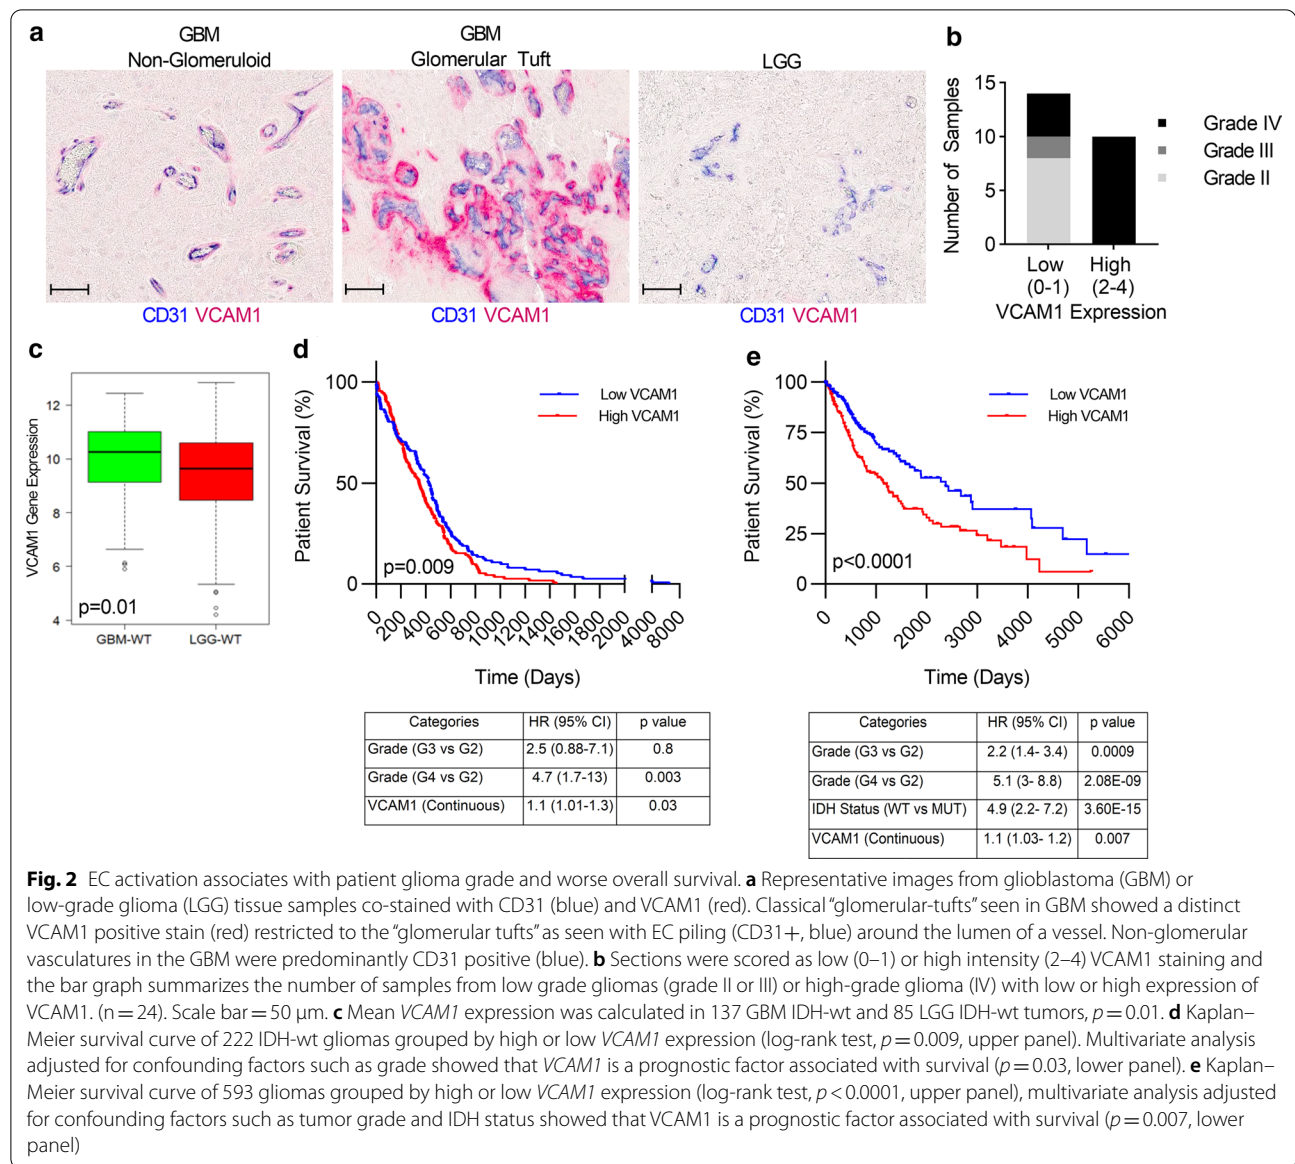 a
GBM
Non-Glomeruloid
GBM
Glomerular Tuft
LGG
CD31 VCAM1
CD31 VCAM1
CD31 VCAM1
b
Number of Samples
15
10
5
0
Low
(0-1)
High
(2-4)
VCAM1 Expression
Grade IV
Grade III
Grade II
c
VCAM1 Gene Expression
12
10
8
6
4
p=0.01
GBM-WT
LGG-WT
d
Patient Survival (%)
100
50
0
Low VCAM1
High VCAM1
p=0.009
0
200
400
600
800
1000
1200
1400
1600
1800
2000
4000
8000
Time (Days)
Categories HR (95% CI) p value
Grade (G3 vs G2) 2.5 (0.88-7.1) 0.8
Grade (G4 vs G2) 4.7 (1.7-13) 0.003
VCAM1 (Continuous) 1.1 (1.01-1.3) 0.03
e
Patient Survival (%)
100
75
50
25
0
Low VCAM1
High VCAM1
p<0.0001
0
1000
2000
3000
4000
5000
6000
Time (Days)
Categories HR (95% CI) p value
Grade (G3 vs G2) 2.2 (1.4- 3.4) 0.0009
Grade (G4 vs G2) 5.1 (3- 8.8) 2.08E-09
IDH Status (WT vs MUT) 4.9 (2.2- 7.2) 3.60E-15
VCAM1 (Continuous) 1.1 (1.03- 1.2) 0.007
Fig. 2 EC activation associates with patient glioma grade and worse overall survival. a Representative images from glioblastoma (GBM) or
low-grade glioma (LGG) tissue samples co-stained with CD31 (blue) and VCAM1 (red). Classical “glomerular-tufts” seen in GBM showed a distinct
VCAM1 positive stain (red) restricted to the “glomerular tufts” as seen with EC piling (CD31+, blue) around the lumen of a vessel. Non-glomerular
vasculatures in the GBM were predominantly CD31 positive (blue). b Sections were scored as low (0–1) or high intensity (2–4) VCAM1 staining and
the bar graph summarizes the number of samples from low grade gliomas (grade II or III) or high-grade glioma (IV) with low or high expression of
VCAM1. (n = 24). Scale bar = 50 μm. c Mean VCAM1 expression was calculated in 137 GBM IDH-wt and 85 LGG IDH-wt tumors, p = 0.01. d Kaplan–
Meier survival curve of 222 IDH-wt gliomas grouped by high or low VCAM1 expression (log-rank test, p = 0.009, upper panel). Multivariate analysis
adjusted for confounding factors such as grade showed that VCAM1 is a prognostic factor associated with survival (p = 0.03, lower panel). e Kaplan–
Meier survival curve of 593 gliomas grouped by high or low VCAM1 expression (log-rank test, p < 0.0001, upper panel), multivariate analysis adjusted
for confounding factors such as tumor grade and IDH status showed that VCAM1 is a prognostic factor associated with survival (p = 0.007, lower
panel)